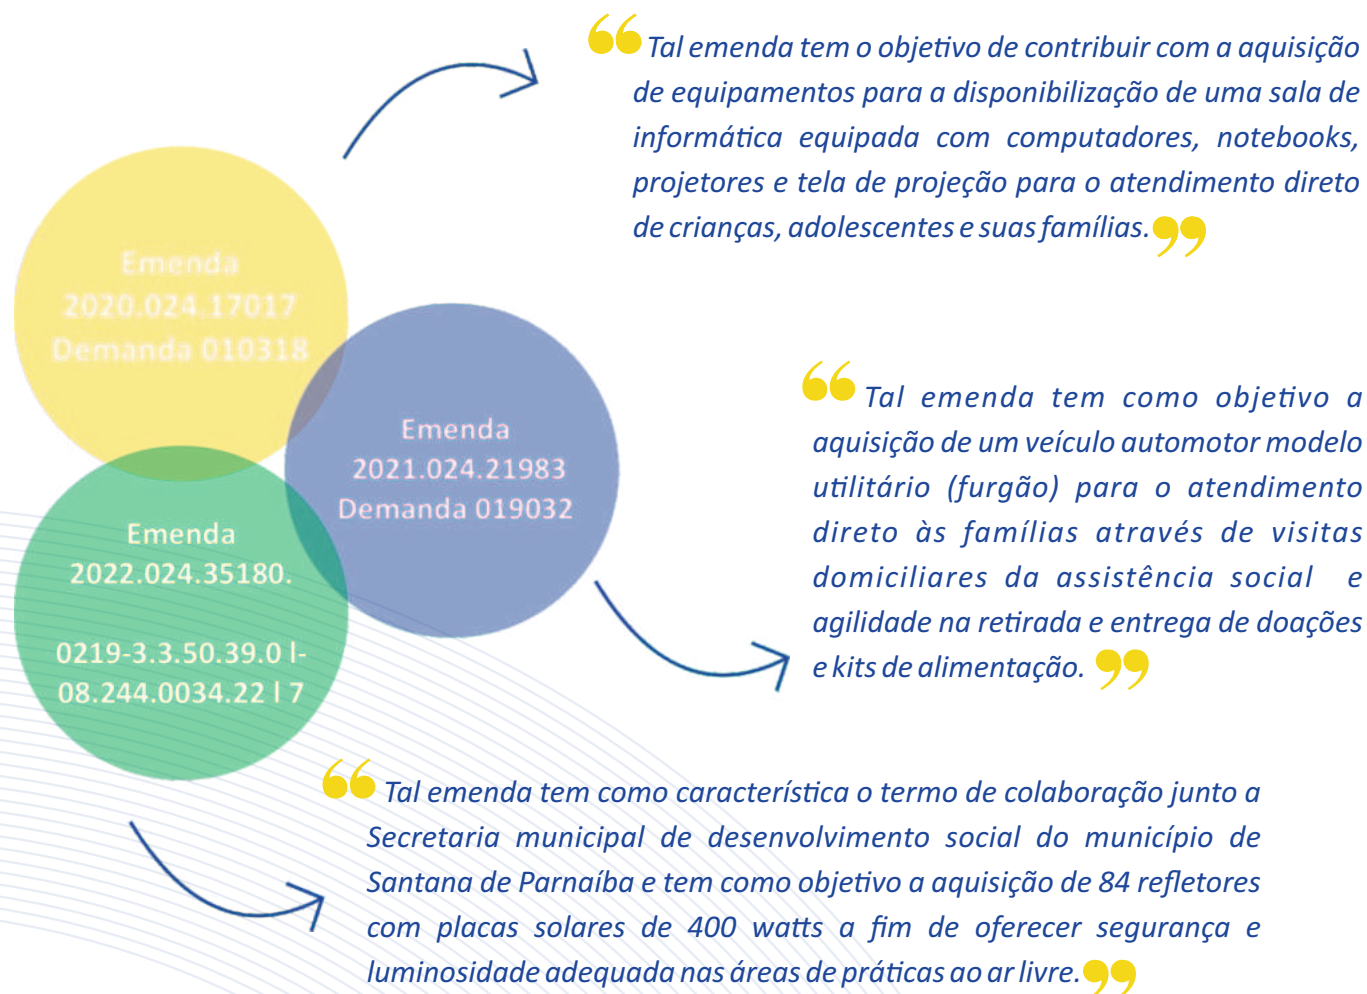 “Tal emenda tem o objetivo de contribuir com a aquisição
de equipamentos para a disponibilização de uma sala de
informática equipada com computadores, notebooks,
projetores e tela de projeção para o atendimento direto
de crianças, adolescentes e suas famílias.”
Emenda
2020.024.17017
Demanda 010318
Emenda
2021.024.21983
Demanda 019032
“Tal emenda tem como objetivo a
aquisição de um veículo automotor modelo
utilitário (furgão) para o atendimento
direto às famílias através de visitas
domiciliares da assistência social e
agilidade na retirada e entrega de doações
e kits de alimentação. ”
Emenda
2022.024.35180.
0219-3.3.50.39.0 l-
08.244.0034.22 l 7
“Tal emenda tem como característica o termo de colaboração junto a
Secretaria municipal de desenvolvimento social do município de
Santana de Parnaíba e tem como objetivo a aquisição de 84 refletores
com placas solares de 400 watts a fim de oferecer segurança e
luminosidade adequada nas áreas de práticas ao ar livre.”